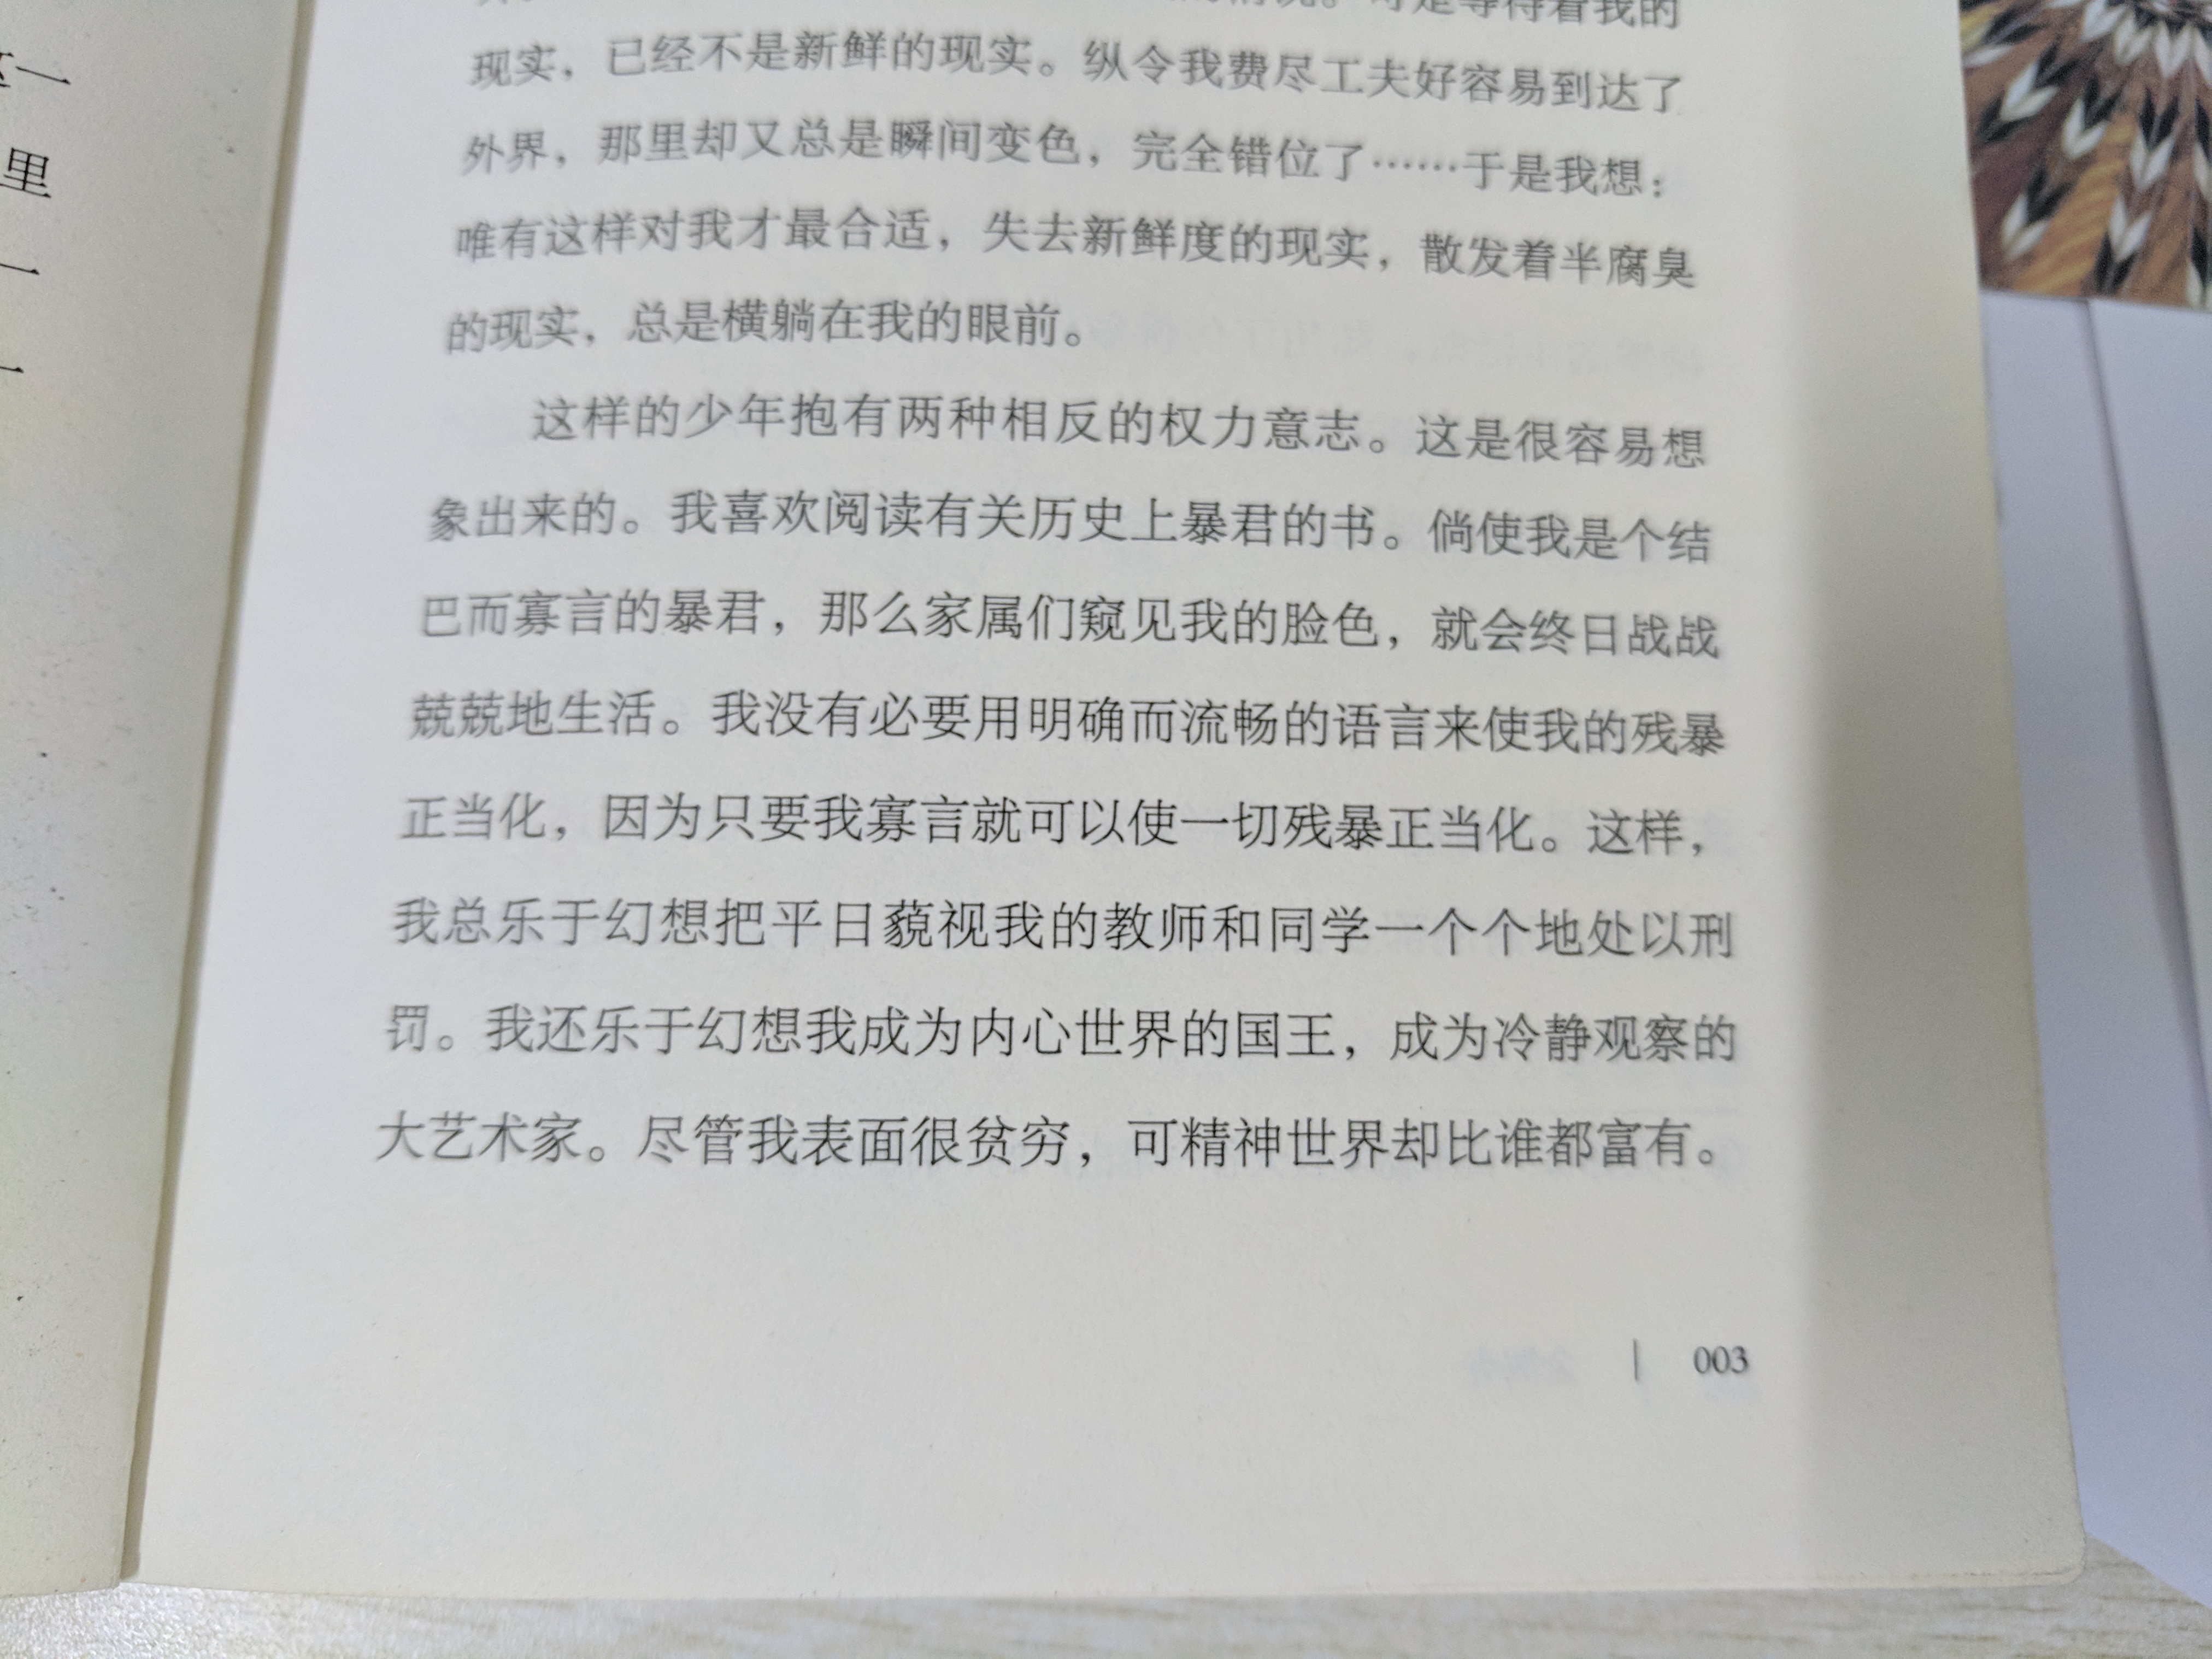 等待着我的
现实，已经不是新鲜的现实。纵令我费尽工夫好容易到达了
外界，那里却又总是瞬间变色，完全错位了……于是我想：
唯有这样对我才最合适，失去新鲜度的现实，散发着半腐臭
的现实，总是横躺在我的眼前。
这样的少年抱有两种相反的权力意志。这是很容易想
象出来的。我喜欢阅读有关历史上暴君的书。倘使我是个结
巴而寡言的暴君，那么家属们窥见我的脸色，就会终日战战
兢兢地生活。我没有必要用明确而流畅的语言来使我的残暴
正当化，因为只要我寡言就可以使一切残暴正当化。这样，
我总乐于幻想把平日藐视我的教师和同学一个个地处以刑
罚。我还乐于幻想我成为内心世界的国王，成为冷静观察的
大艺术家。尽管我表面很贫穷，可精神世界却比谁都富有。
| 003
一
里
一